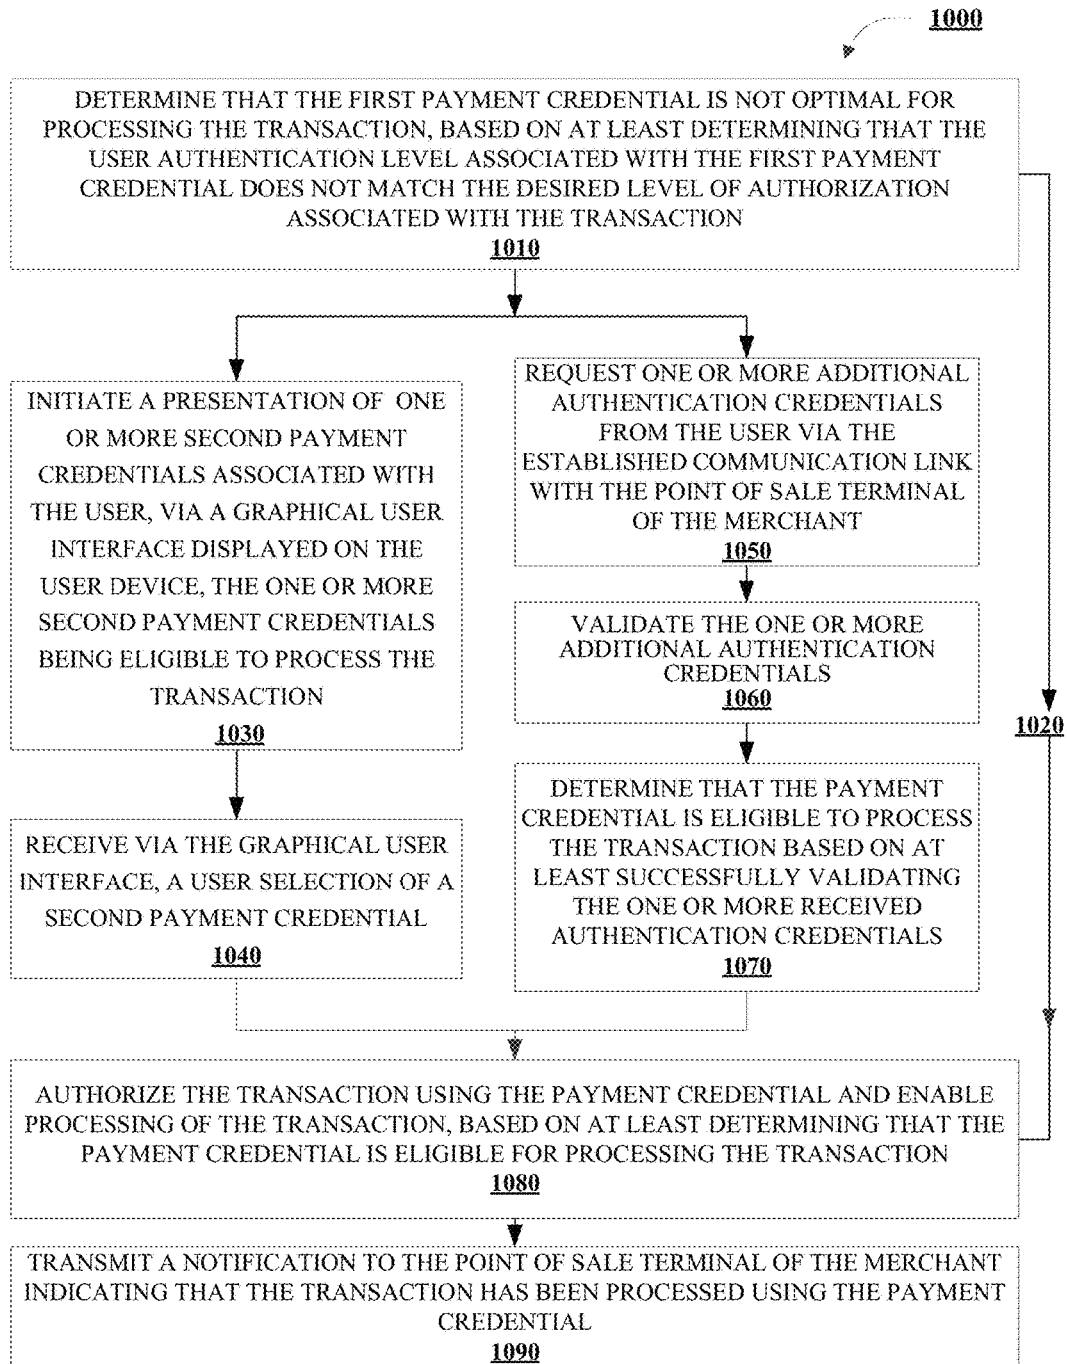 1000
DETERMINE THAT THE FIRST PAYMENT CREDENTIAL IS NOT OPTIMAL FOR
PROCESSING THE TRANSACTION, BASED ON AT LEAST DETERMINING THAT THE
USER AUTHENTICATION LEVEL ASSOCIATED WITH THE FIRST PAYMENT
CREDENTIAL DOES NOT MATCH THE DESIRED LEVEL OF AUTHORIZATION
ASSOCIATED WITH THE TRANSACTION
1010
INITIATE A PRESENTATION OF ONE
OR MORE SECOND PAYMENT
CREDENTIALS ASSOCIATED WITH
THE USER, VIA A GRAPHICAL USER
INTERFACE DISPLAYED ON THE
USER DEVICE, THE ONE OR MORE
SECOND PAYMENT CREDENTIALS
BEING ELIGIBLE TO PROCESS THE
TRANSACTION
1030
RECEIVE VIA THE GRAPHICAL USER
INTERFACE, A USER SELECTION OF A
SECOND PAYMENT CREDENTIAL
1040
REQUEST ONE OR MORE ADDITIONAL
AUTHENTICATION CREDENTIALS
FROM THE USER VIA THE
ESTABLISHED COMMUNICATION LINK
WITH THE POINT OF SALE TERMINAL
OF THE MERCHANT
1050
VALIDATE THE ONE OR MORE
ADDITIONAL AUTHENTICATION
CREDENTIALS
1060
DETERMINE THAT THE PAYMENT
CREDENTIAL IS ELIGIBLE TO PROCESS
THE TRANSACTION BASED ON AT
LEAST SUCCESSFULLY VALIDATING
THE ONE OR MORE RECEIVED
AUTHENTICATION CREDENTIALS
1070
1020
AUTHORIZE THE TRANSACTION USING THE PAYMENT CREDENTIAL AND ENABLE
PROCESSING OF THE TRANSACTION, BASED ON AT LEAST DETERMINING THAT THE
PAYMENT CREDENTIAL IS ELIGIBLE FOR PROCESSING THE TRANSACTION
1080
TRANSMIT A NOTIFICATION TO THE POINT OF SALE TERMINAL OF THE MERCHANT
INDICATING THAT THE TRANSACTION HAS BEEN PROCESSED USING THE PAYMENT
CREDENTIAL
1090